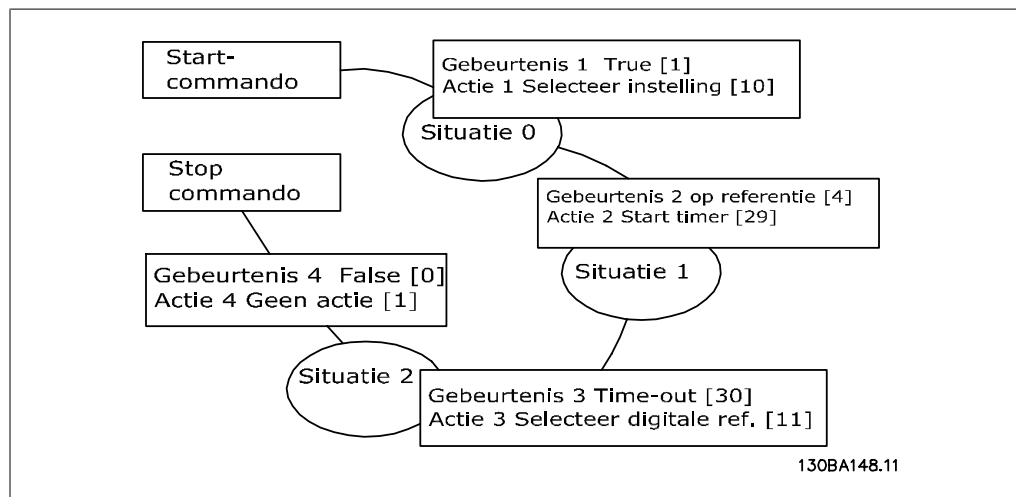 Start-
commando
Gebeurtenis 1 True [1]
Actie 1 Selecteer instelling [10]
Situatie 0
Stop
commando
Gebeurtenis 2 op referentie [4]
Actie 2 Start timer [29]
Situatie 1
Gebeurtenis 4 False [0]
Actie 4 Geen actie [1]
Situatie 2
Gebeurtenis 3 Time-out [30]
Actie 3 Selecteer digitale ref. [11]
130BA148.11